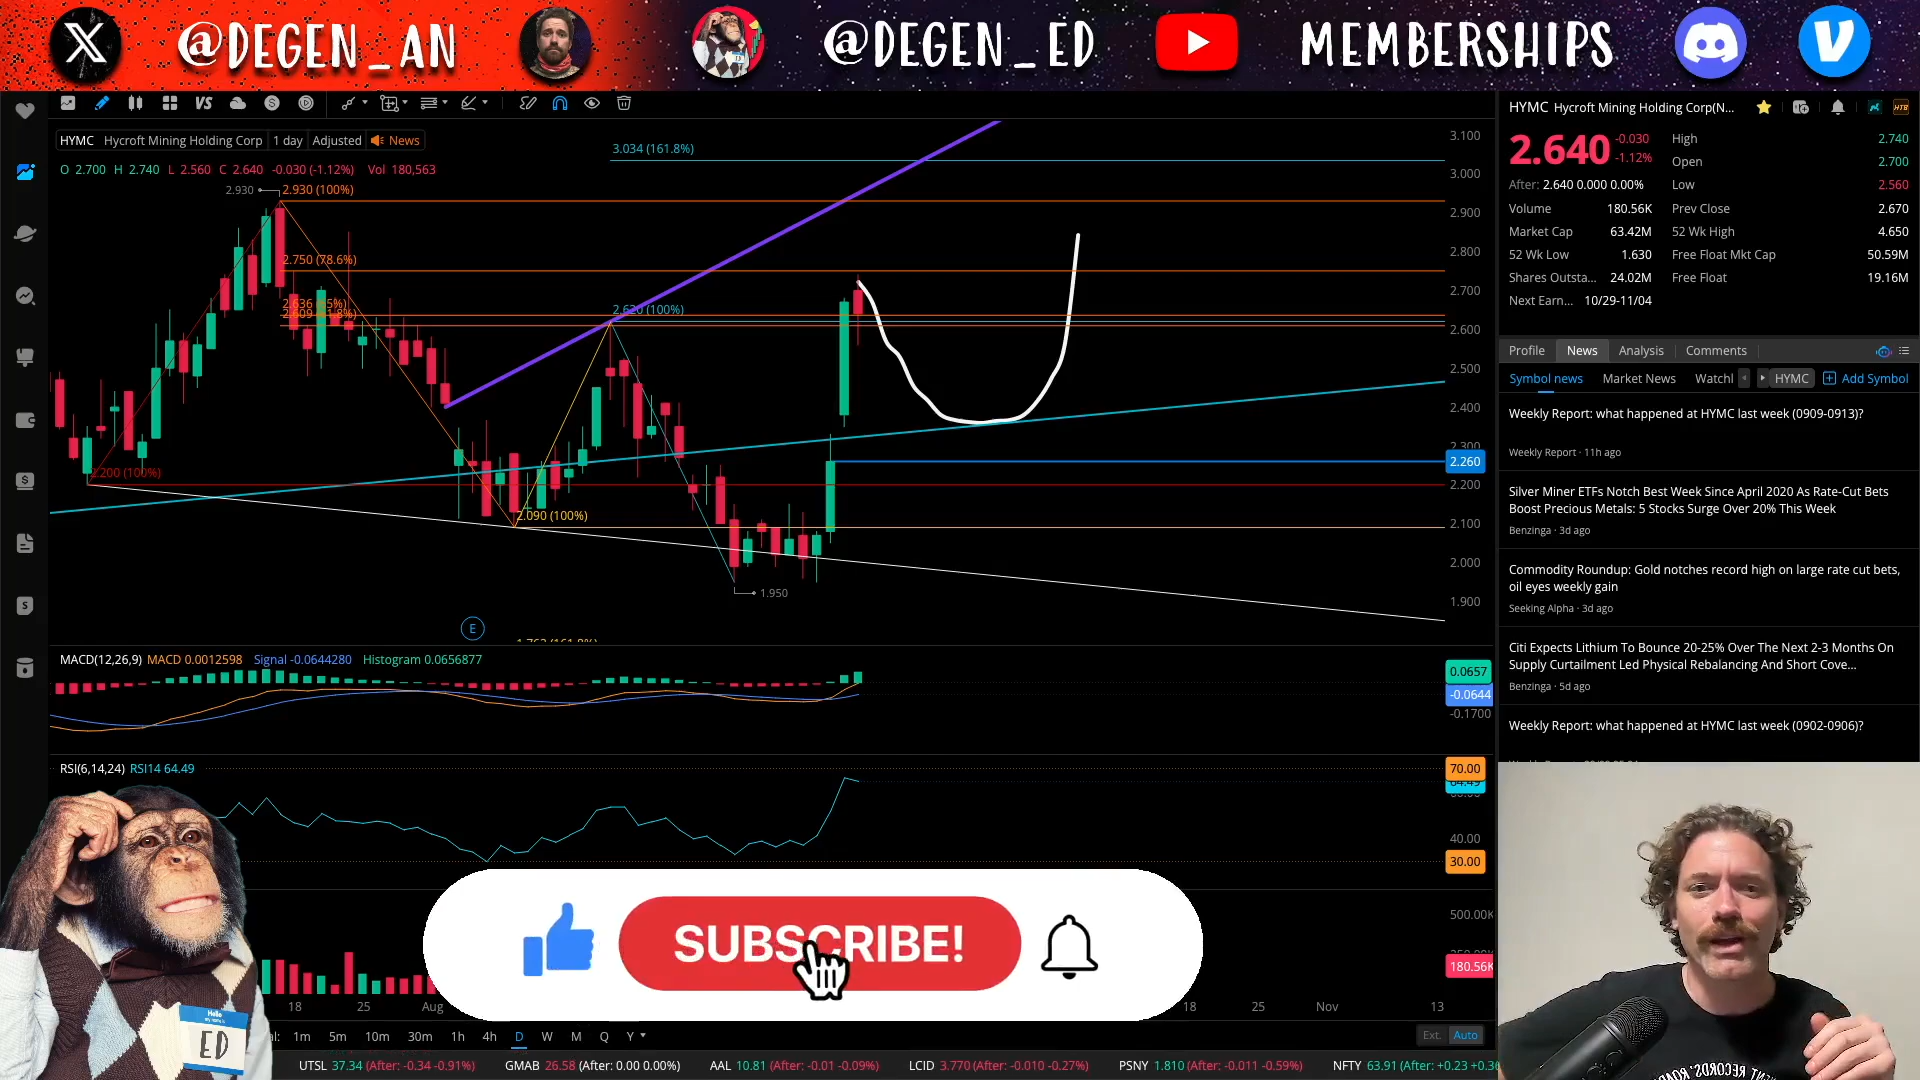 X @DEGEN_AN @DEGEN_ED MEMBERSHIPS V
VS
HYMC Hycroft Mining Holding Corp 1 day Adjusted News
O 2.700 H 2.740 L 2.560 C 2.640 -0.030 (-1.12%) Vol 180,563
3.034 (161.8%)
2.930
2.930 (100%)
2.750 (78.6%)
2.620 (100%)
2.200 (100%)
2.090 (100%)
1.950
E
3.100
3.000
2.900
2.800
2.700
2.600
2.500
2.400
2.300
2.260
2.200
2.100
2.000
1.900
MACD(12,26,9) MACD 0.0012598 Signal -0.0644280 Histogram 0.0656877
0.0657
-0.0644
-0.1700
RSI(6,14,24) RSI14 64.49
70.00
40.00
30.00
500.00K
180.56K
18 25 Aug 18 25 Nov 13
1m 5m 10m 30m 1h 4h D W M Q Y
Ext. Auto
UTSL 37.34 (After: -0.34 -0.91%) GMAB 26.58 (After: 0.00 0.00%) AAL 10.81 (After: -0.01 -0.09%) LCID 3.770 (After: -0.010 -0.27%) PSNY 1.810 (After: -0.011 -0.59%) NFTY 63.91 (After: +0.23
SUBSCRIBE!
Hello
ED
HYMC Hycroft Mining Holding Corp(N...
HTB
2.640 -0.030
-1.12%
After: 2.640 0.000 0.00%
High 2.740
Open 2.700
Low 2.560
Volume 180.56K Prev Close 2.670
Market Cap 63.42M 52 Wk High 4.650
52 Wk Low 1.630 Free Float Mkt Cap 50.59M
Shares Outsta... 24.02M Free Float 19.16M
Next Earn... 10/29-11/04
Profile News Analysis Comments
Symbol news Market News Watchl HYMC Add Symbol
Weekly Report: what happened at HYMC last week (0909-0913)?
Weekly Report · 11h ago
Silver Miner ETFs Notch Best Week Since April 2020 As Rate-Cut Bets
Boost Precious Metals: 5 Stocks Surge Over 20% This Week
Benzinga · 3d ago
Commodity Roundup: Gold notches record high on large rate cut bets,
oil eyes weekly gain
Seeking Alpha · 3d ago
Citi Expects Lithium To Bounce 20-25% Over The Next 2-3 Months On
Supply Curtailment Led Physical Rebalancing And Short Cove...
Benzinga · 5d ago
Weekly Report: what happened at HYMC last week (0902-0906)?